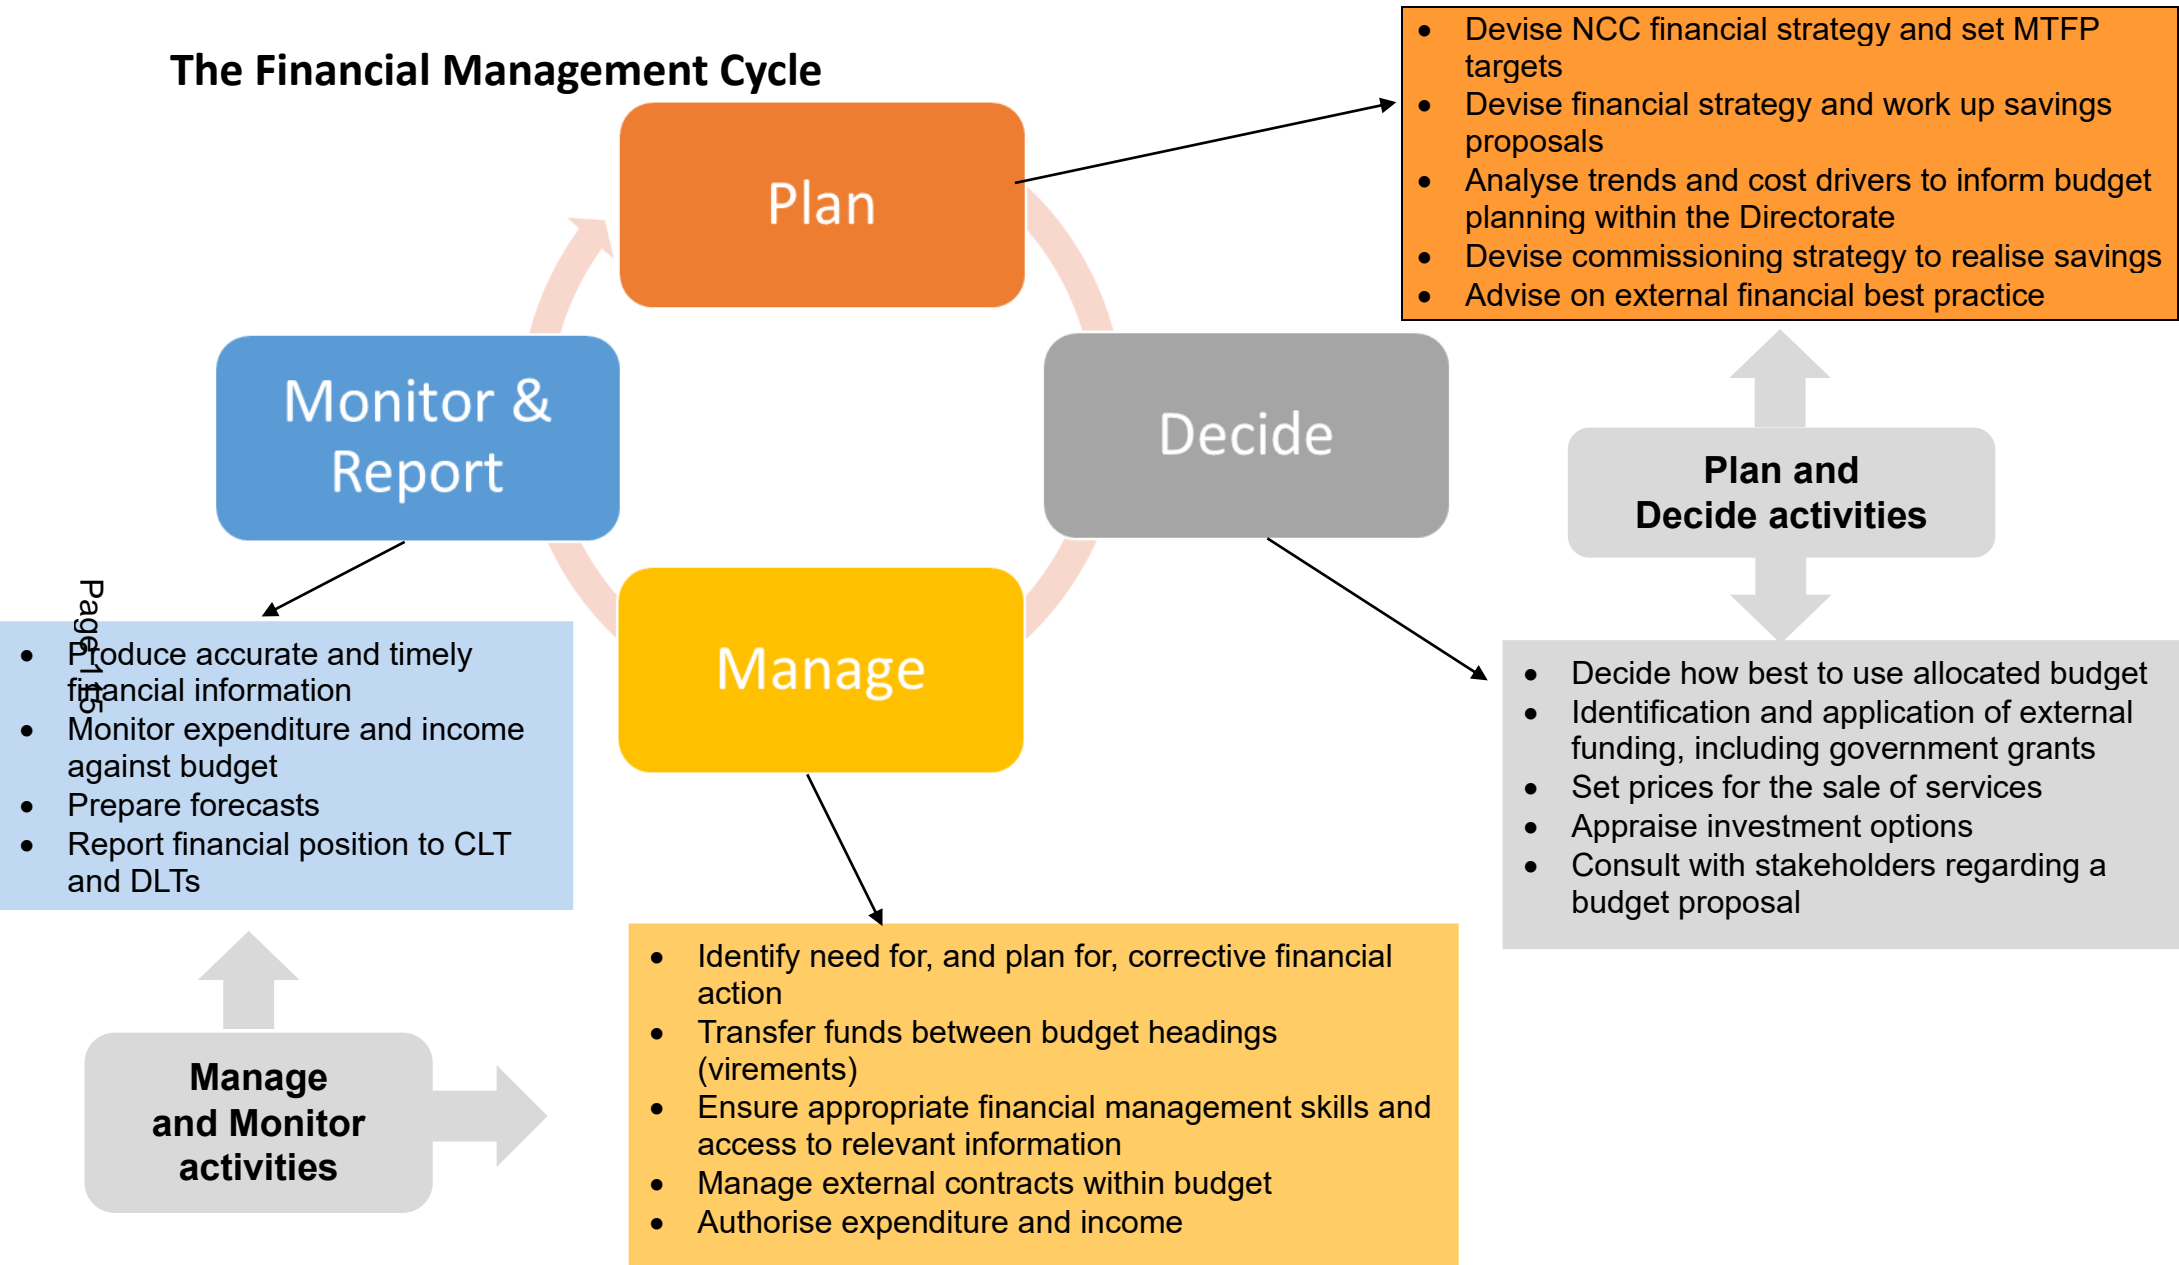 The Financial Management Cycle
Plan
Decide
Manage
Monitor &
Report
• Devise NCC financial strategy and set MTFP
targets
• Devise financial strategy and work up savings
proposals
• Analyse trends and cost drivers to inform budget
planning within the Directorate
• Devise commissioning strategy to realise savings
• Advise on external financial best practice
Plan and
Decide activities
• Decide how best to use allocated budget
• Identification and application of external
funding, including government grants
• Set prices for the sale of services
• Appraise investment options
• Consult with stakeholders regarding a
budget proposal
Page 115
• Produce accurate and timely
financial information
• Monitor expenditure and income
against budget
• Prepare forecasts
• Report financial position to CLT
and DLTs
Manage
and Monitor
activities
• Identify need for, and plan for, corrective financial
action
• Transfer funds between budget headings
(virements)
• Ensure appropriate financial management skills and
access to relevant information
• Manage external contracts within budget
• Authorise expenditure and income